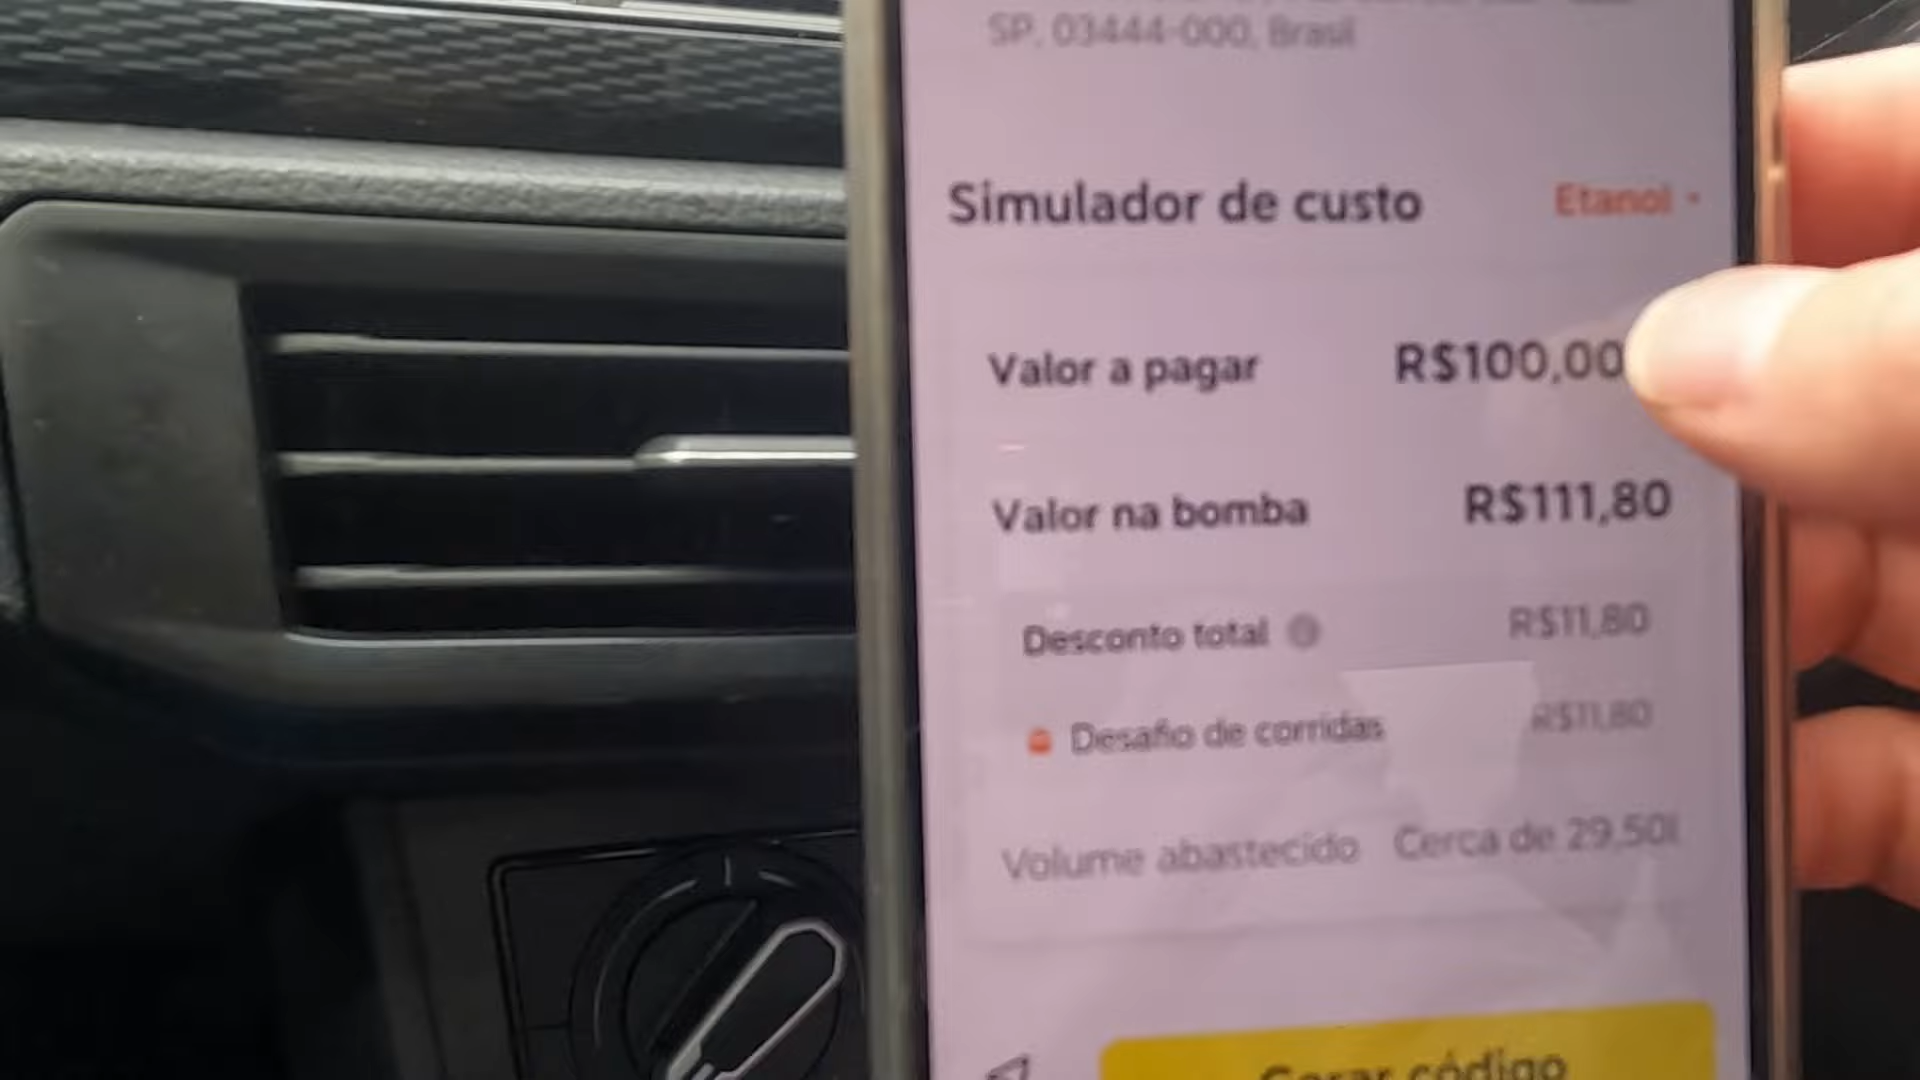 SP, 03444-000, Brasil
Simulador de custo Etanol
Valor a pagar R$100,00
Valor na bomba R$111,80
Desconto total R$11,80
Desafio de corridas R$11,80
Volume abastecido Cerca de 29,50l
Gerar código